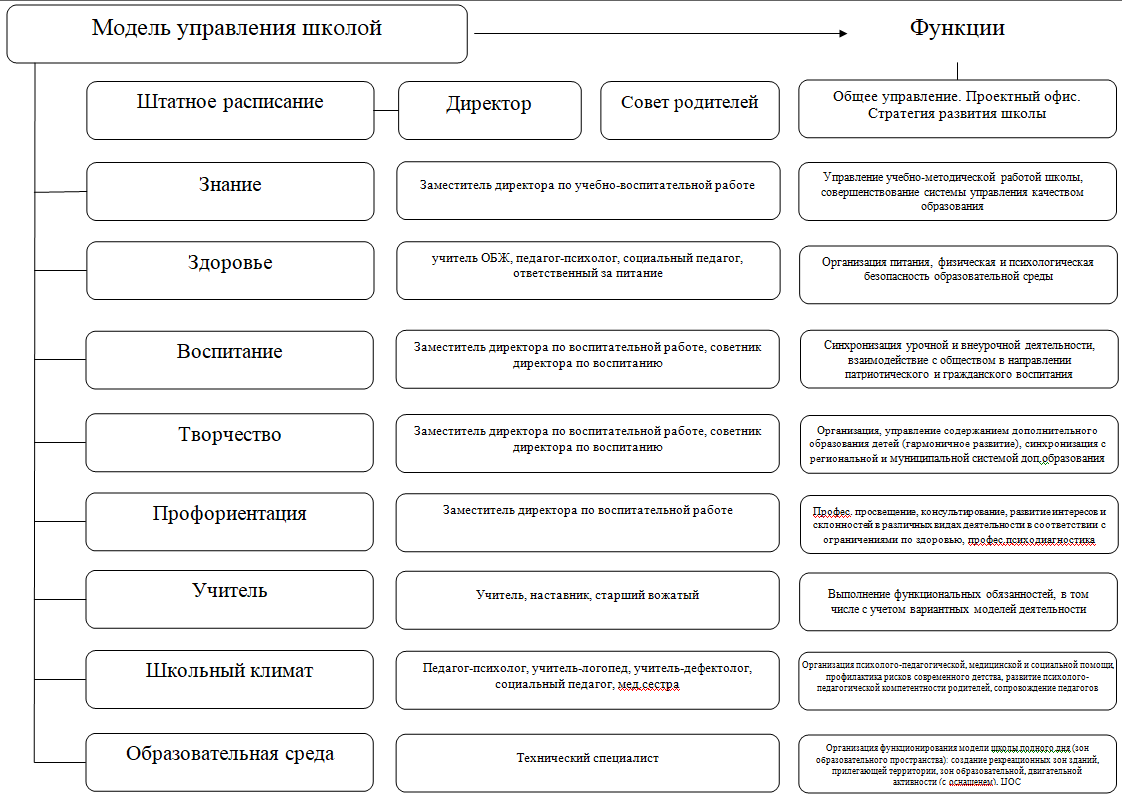 Модель управления школой
Функции
Штатное расписание
Директор
Совет родителей
Общее управление. Проектный офис.
Стратегия развития школы
Знание
Заместитель директора по учебно-воспитательной работе
Управление учебно-методической работой школы,
совершенствование системы управления качеством
образования
Здоровье
учитель ОБЖ, педагог-психолог, социальный педагог,
ответственный за питание
Организация питания, физическая и психологическая
безопасность образовательной среды
Воспитание
Заместитель директора по воспитательной работе, советник
директора по воспитанию
Синхронизация урочной и внеурочной деятельности,
взаимодействие с обществом в направлении
патриотического и гражданского воспитания
Творчество
Заместитель директора по воспитательной работе, советник
директора по воспитанию
Организация, управление содержанием дополнительного
образования детей (гармоничное развитие), синхронизация с
региональной и муниципальной системой доп.образования
Профориентация
Заместитель директора по воспитательной работе
Профес. просвещение, консультирование, развитие интересов и
склонностей в различных видах деятельности в соответствии с
ограничениями по здоровью, профес.психодиагностика
Учитель
Учитель, наставник, старший вожатый
Выполнение функциональных обязанностей, в том
числе с учетом вариантных моделей деятельности
Школьный климат
Педагог-психолог, учитель-логопед, учитель-дефектолог,
социальный педагог, мед.сестра
Организация психолого-педагогической, медицинской и социальной помощи,
профилактика рисков современного детства, развитие психолого-
педагогической компетентности родителей, сопровождение педагогов
Образовательная среда
Технический специалист
Организация функционирования модели школы полного дня (зон
образовательного пространства): создание рекреационных зон зданий,
прилегающей территории, зон образовательной, двигательной
активности (с оснащением). ЦОС